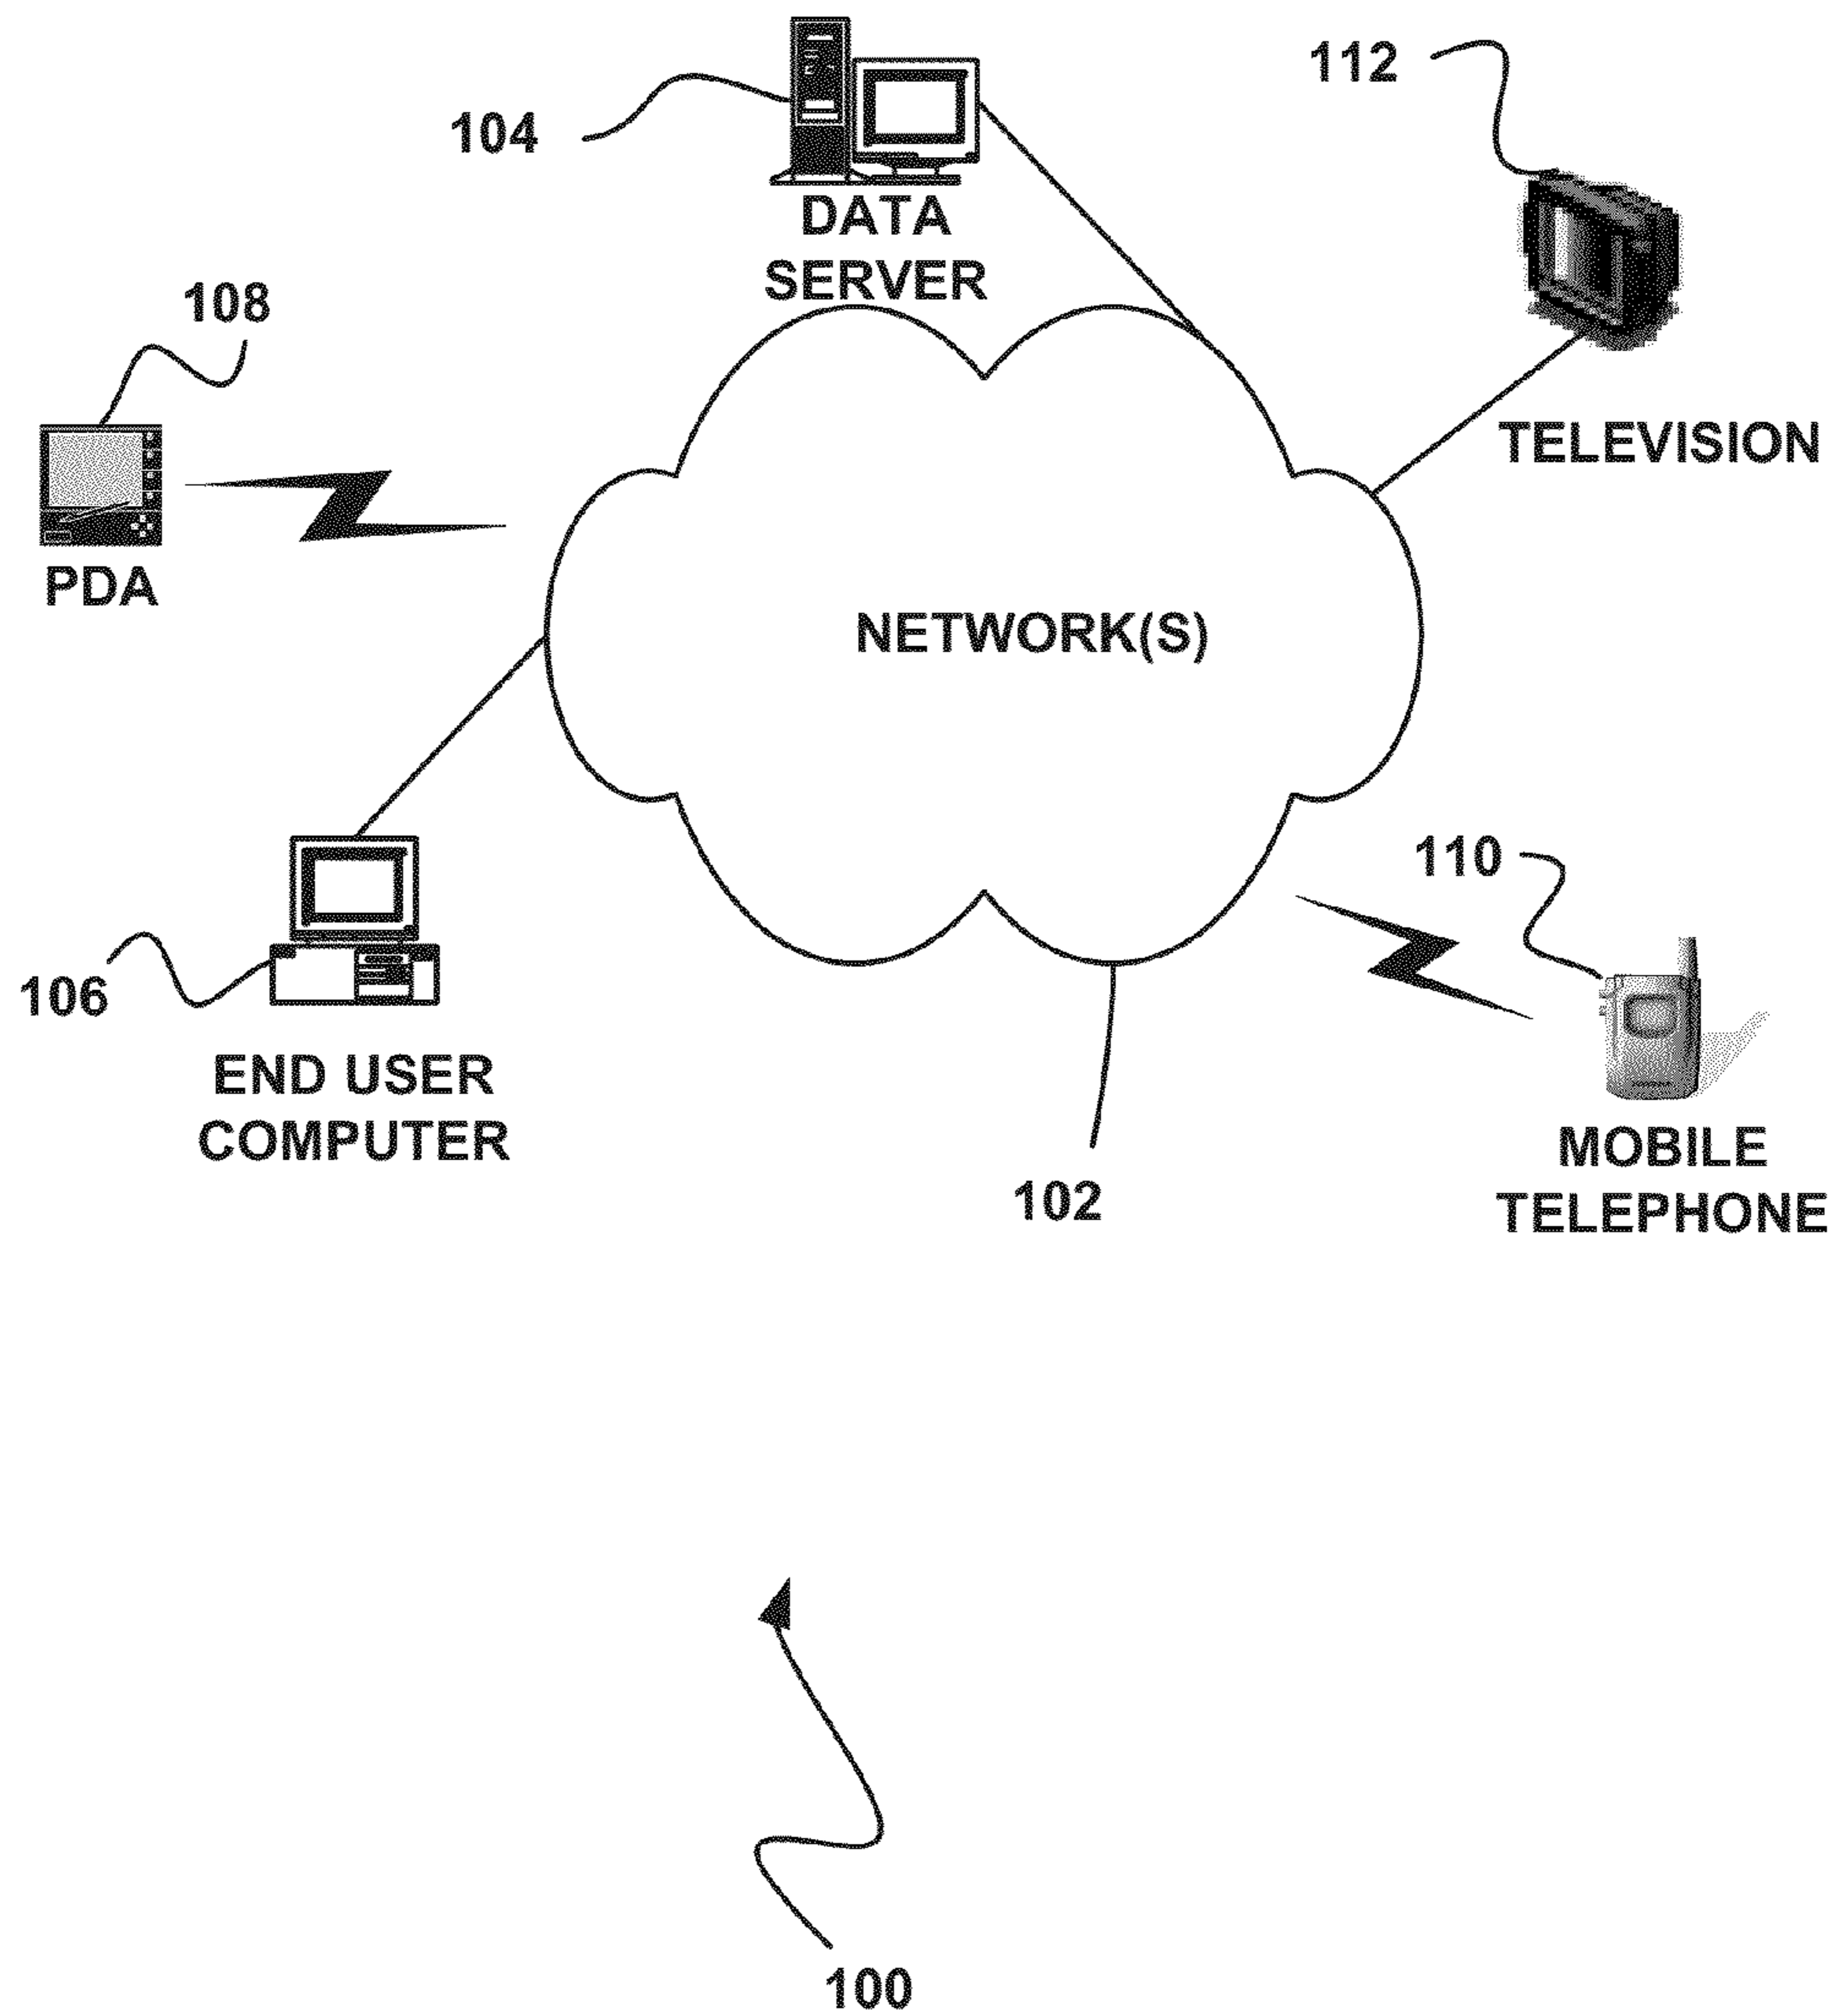 112
104
DATA
SERVER
108
TELEVISION
PDA
NETWORK(S)
110
106
END USER
COMPUTER
MOBILE
TELEPHONE
102
100